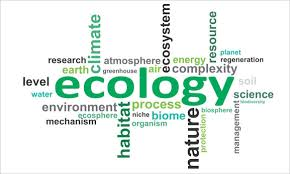 climate
ecosystem
resource
planet
research
atmosphere
energy
regeneration
earth
greenhouse
air
complexity
level
ecology
soil
water
science
environment
process
biosphere
biodiversity
ecosphere
niche
biome
mechanism
organism
habitat
nature
protection
management